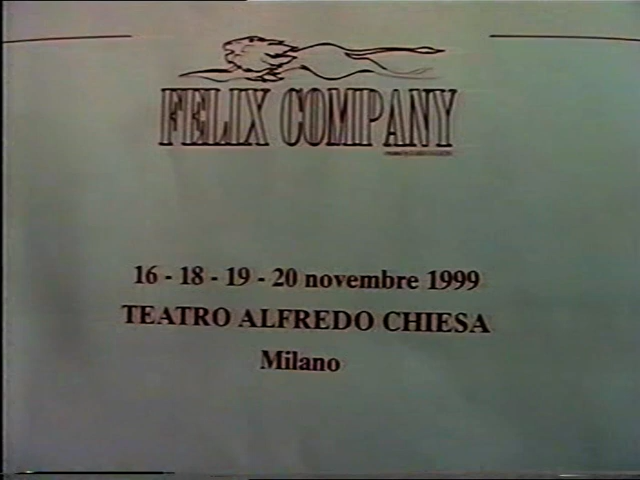 FELIX COMPANY
16 - 18 - 19 - 20 novembre 1999
TEATRO ALFREDO CHIESA
Milano